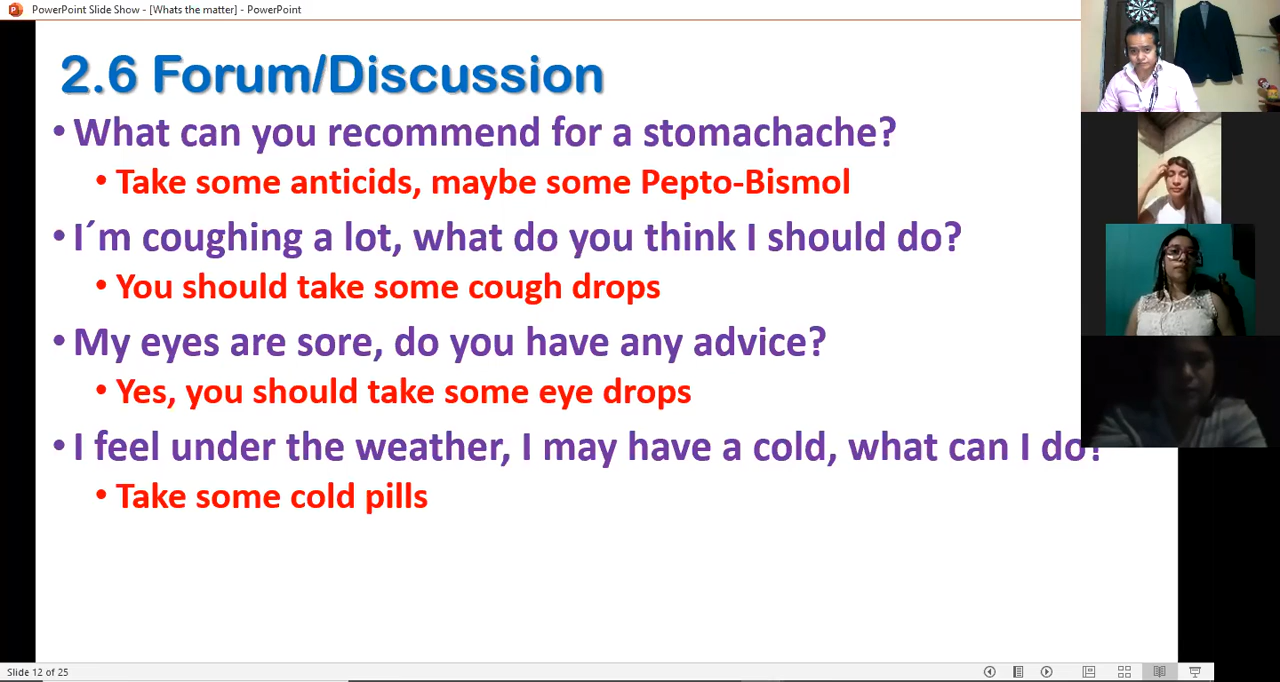 PowerPoint Slide Show - [Whats the matter] - PowerPoint
2.6 Forum/Discussion
• What can you recommend for a stomachache?
• Take some anticids, maybe some Pepto-Bismol
• I´m coughing a lot, what do you think I should do?
• You should take some cough drops
• My eyes are sore, do you have any advice?
• Yes, you should take some eye drops
• I feel under the weather, I may have a cold, what can I do?
• Take some cold pills
Slide 12 of 25